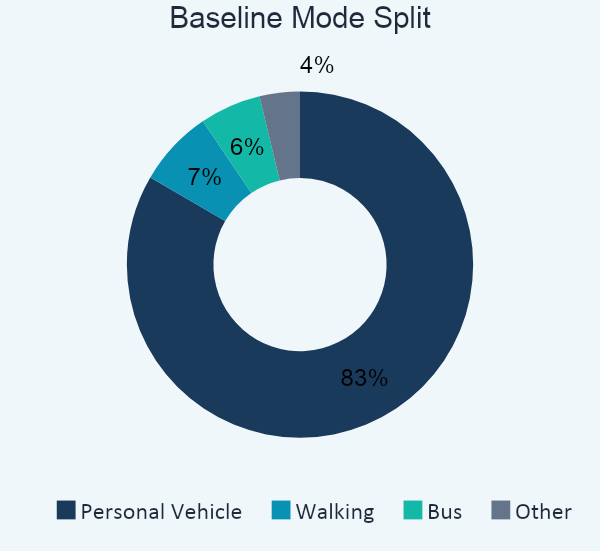 Baseline Mode Split
4%
6%
7%
83%
Personal Vehicle Walking Bus Other